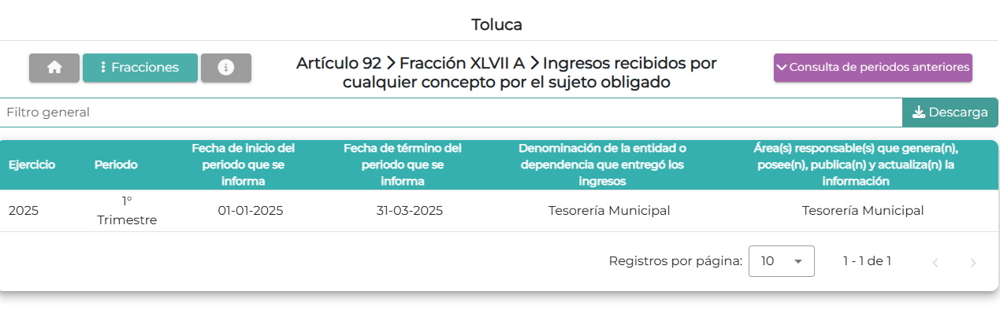 Toluca
Fracciones
Artículo 92 > Fracción XLVII A > Ingresos recibidos por
cualquier concepto por el sujeto obligado
Consulta de periodos anteriores
Filtro general
Descarga
Ejercicio
Periodo
Fecha de inicio del
periodo que se
informa
Fecha de término del
periodo que se
informa
Denominación de la entidad o
dependencia que entregó los
ingresos
Área(s) responsable(s) que genera(n),
posee(n), publica(n) y actualiza(n) la
información
2025
1°
Trimestre
01-01-2025
31-03-2025
Tesorería Municipal
Tesorería Municipal
Registros por página: 10 1 - 1 de 1